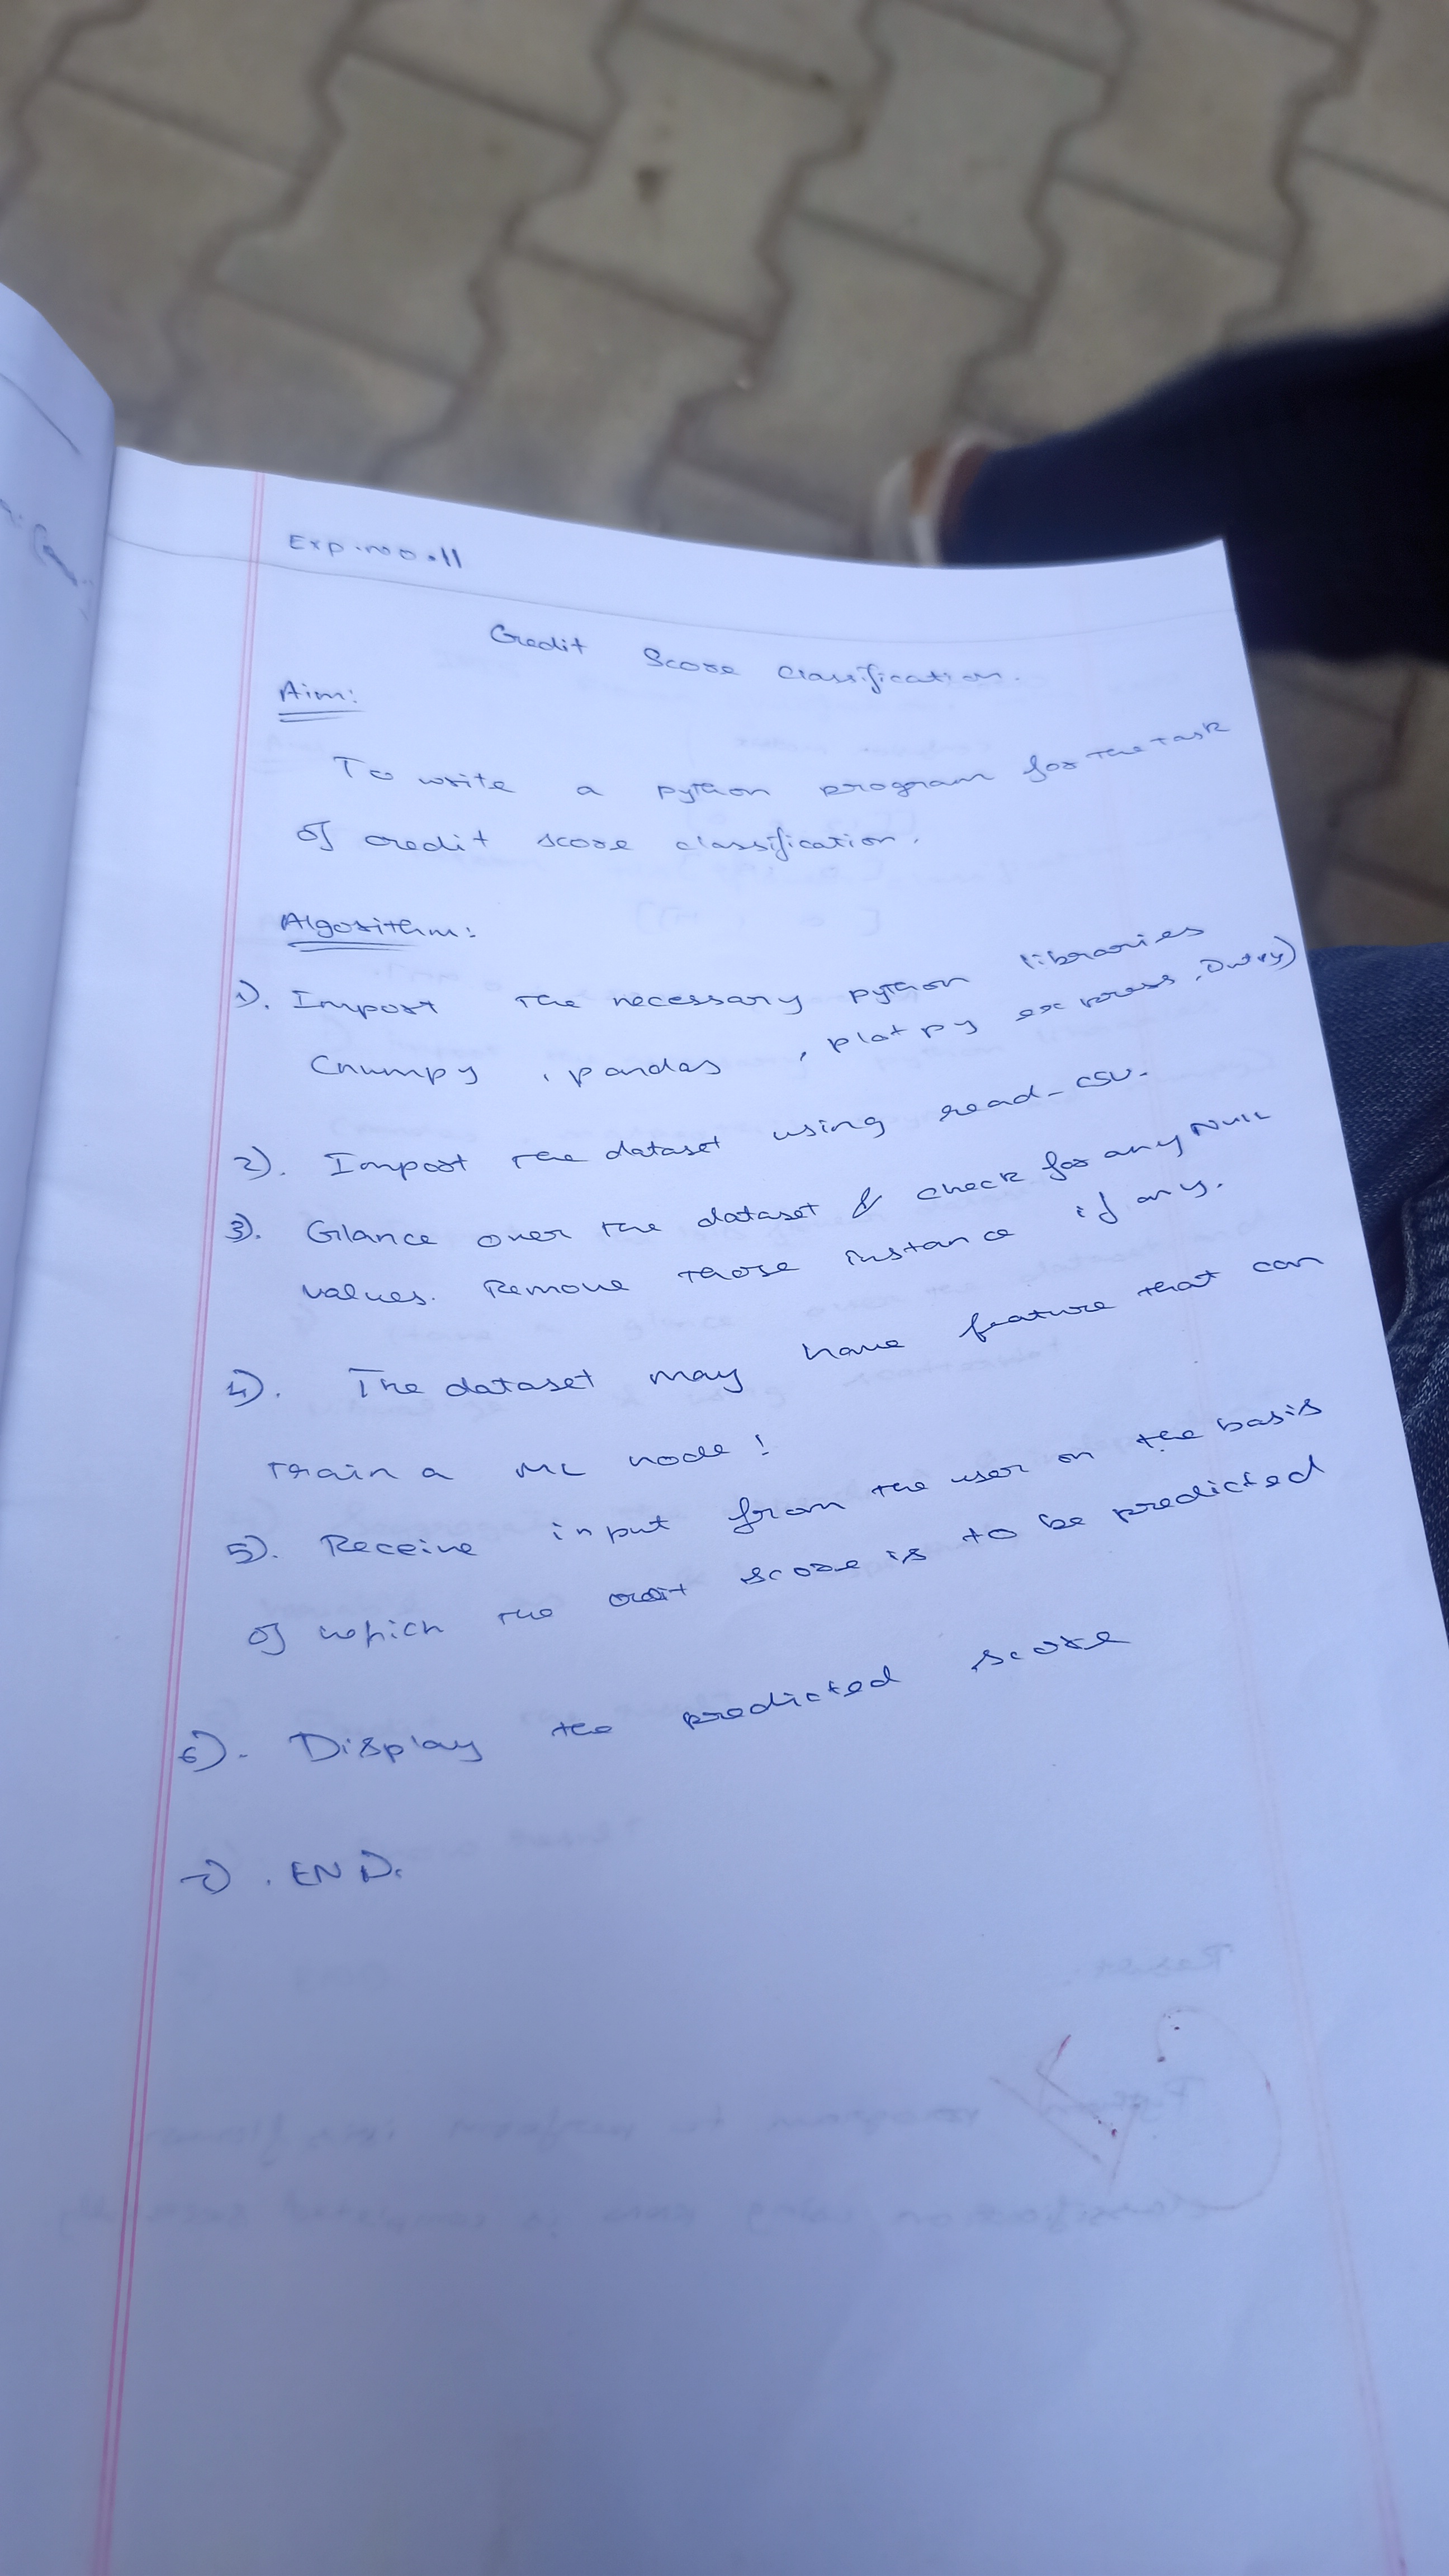 Exp.no.11
Credit Score Classification.
Aim:
To write a python program for the task
of credit score classification.
Algorithm:
1). Import the necessary python libraries
(numpy, pandas, plotpy express,
2). Import the dataset using read_csv.
3). Glance over the dataset & check for any Null
values. Remove those instance if any.
4). The dataset may have feature that can
train a ML node!
5). Receive input from the user on the basis
of which the score is to be predicted
6). Display the predicted score
7). END.